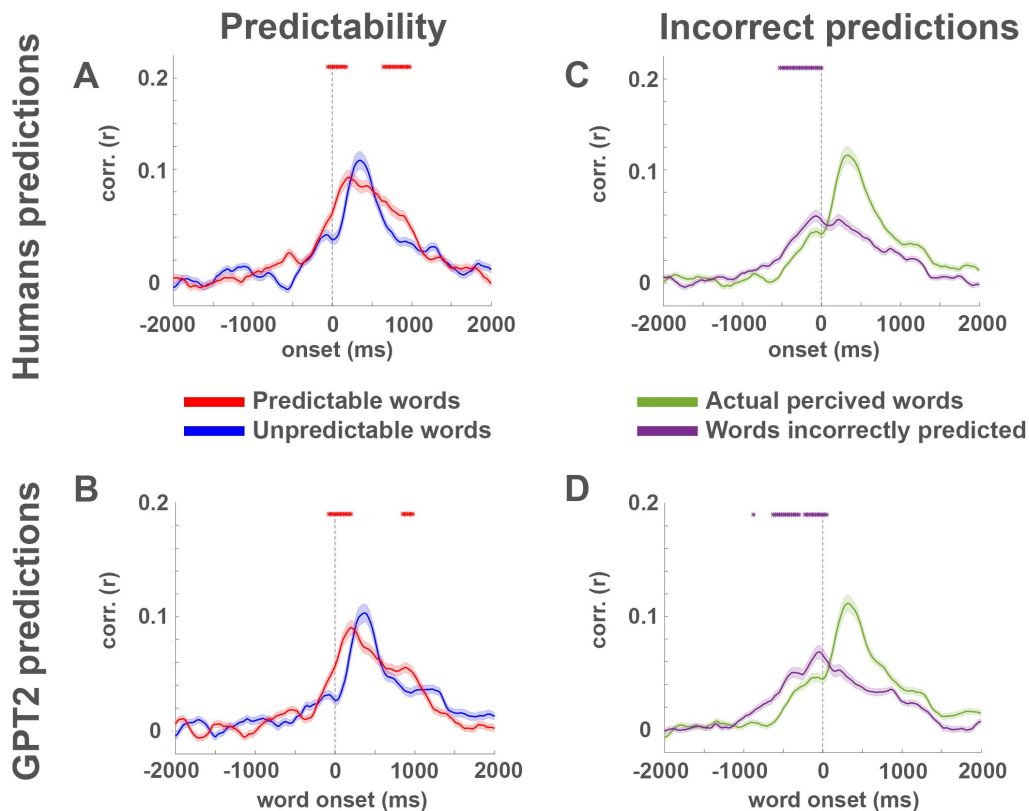 Predictability
Incorrect predictions
Humans predictions
A
0.2
0.1
0
corr. (r)
-2000 -1000 0 1000 2000
onset (ms)
C
0.2
0.1
0
corr. (r)
-2000 -1000 0 1000 2000
onset (ms)
Predictable words
Unpredictable words
Actual percived words
Words incorrectly predicted
GPT2 predictions
B
0.2
0.1
0
corr. (r)
-2000 -1000 0 1000 2000
word onset (ms)
D
0.2
0.1
0
corr. (r)
-2000 -1000 0 1000 2000
word onset (ms)